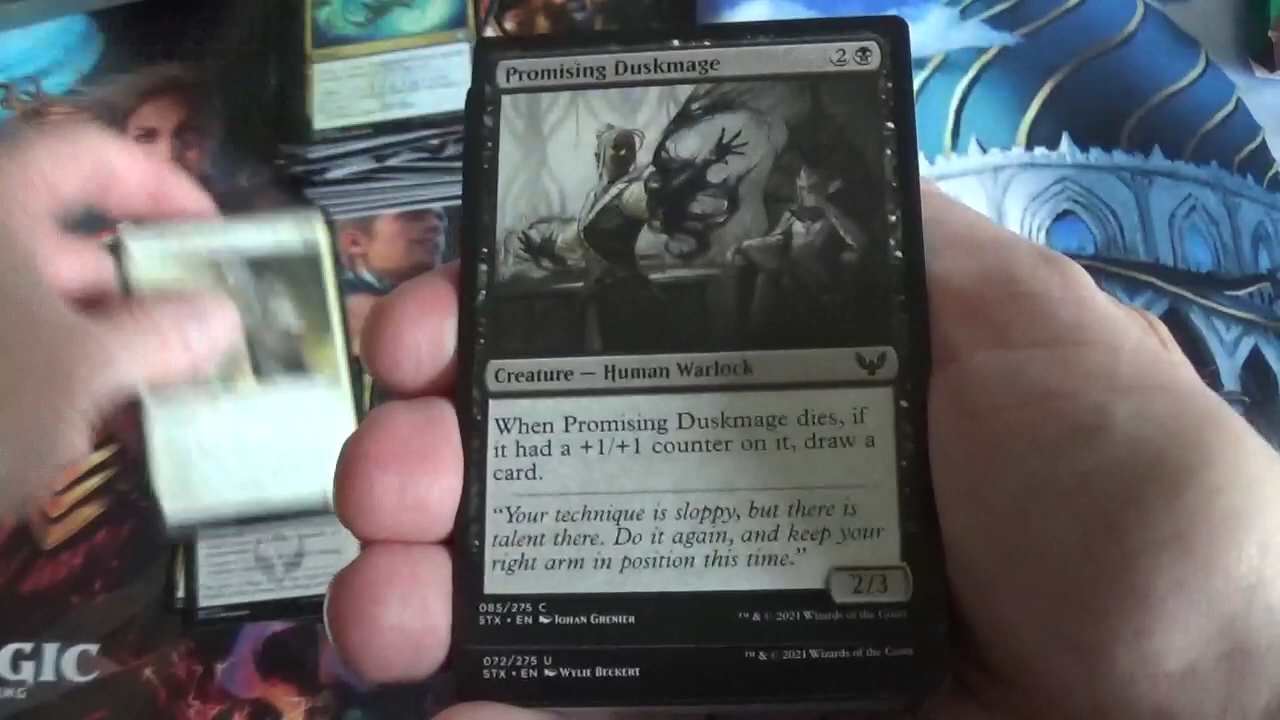 Promising Duskmage 2
Creature — Human Warlock
When Promising Duskmage dies, if
it had a +1/+1 counter on it, draw a
card.
“Your technique is sloppy, but there is
talent there. Do it again, and keep your
right arm in position this time.”
2/3
085/275 C
STX • EN Johan Grenier
™ & © 2021 Wizards of the Coast
072/275 U
STX • EN Wylie Beckert
™ & © 2021 Wizards of the Coast
GIC